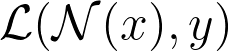 ℒ(𝒩(x), y)